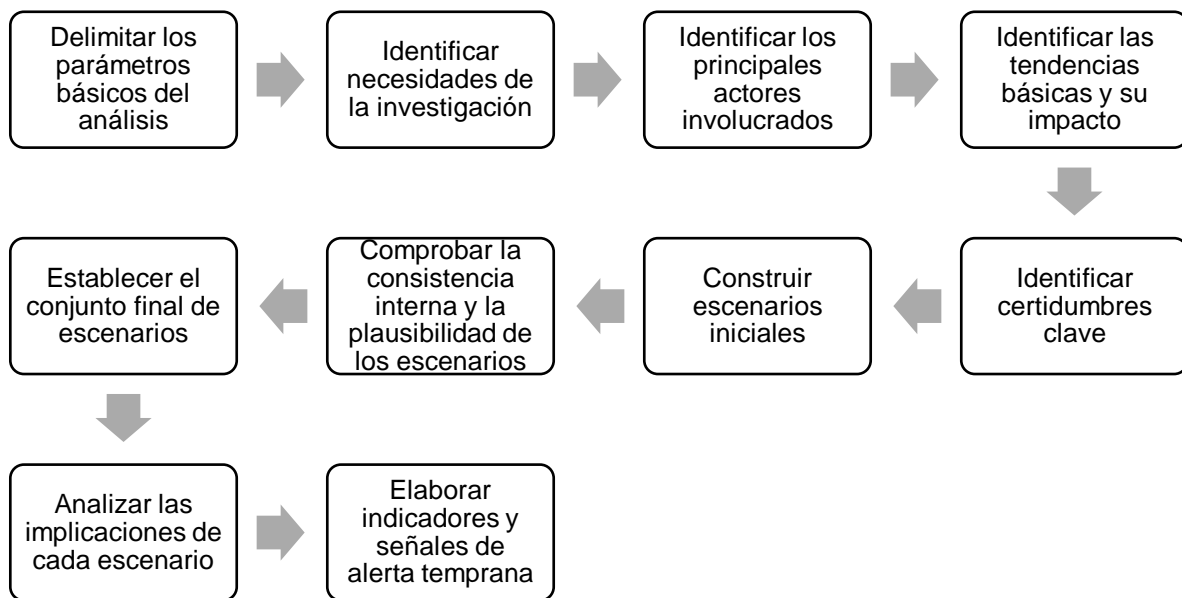 Delimitar los
parámetros
básicos del
análisis
Identificar
necesidades de
la investigación
Identificar los
principales
actores
involucrados
Identificar las
tendencias
básicas y su
impacto
Identificar
certidumbres
clave
Construir
escenarios
iniciales
Comprobar la
consistencia
interna y la
plausibilidad de
los escenarios
Establecer el
conjunto final de
escenarios
Analizar las
implicaciones de
cada escenario
Elaborar
indicadores y
señales de
alerta temprana